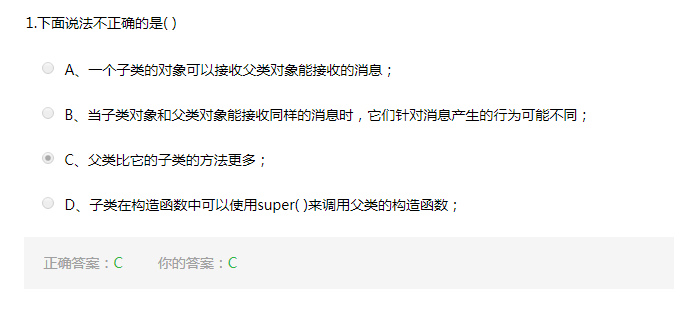 1.下面说法不正确的是( )
A、一个子类的对象可以接收父类对象能接收的消息；
B、当子类对象和父类对象能接收同样的消息时，它们针对消息产生的行为可能不同；
C、父类比它的子类的方法更多；
D、子类在构造函数中可以使用super( )来调用父类的构造函数；
正确答案：C 你的答案：C